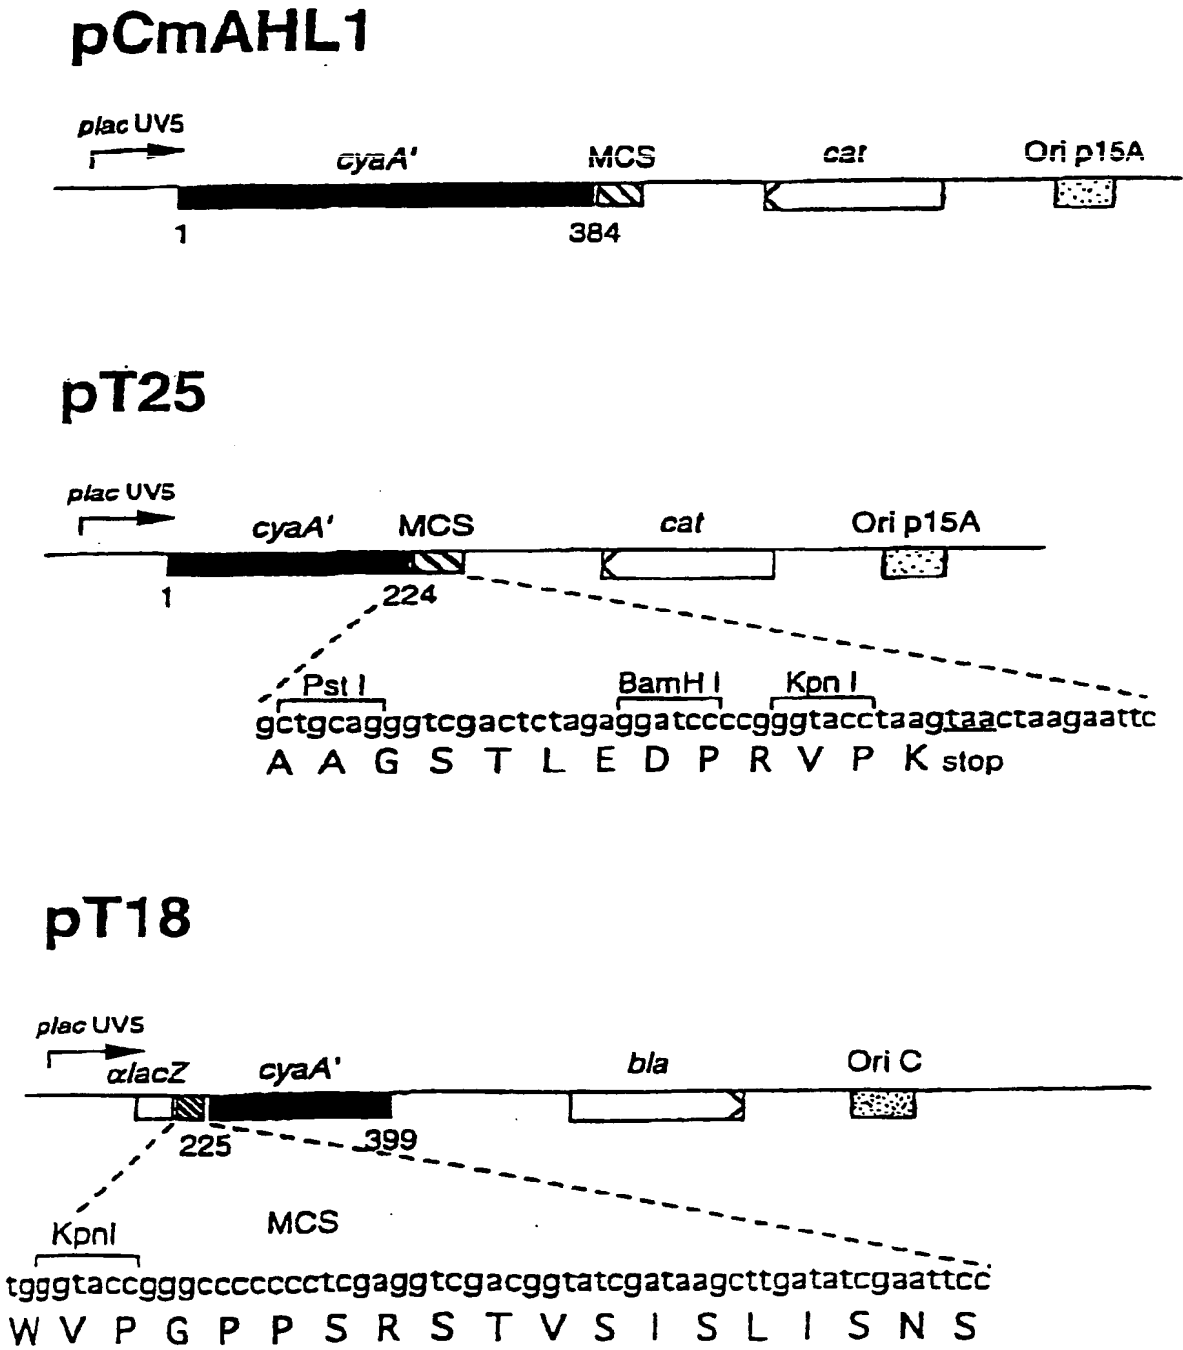 pCmAHL1
plac UV5
cyaA' MCS cat Ori p15A
1 384
pT25
plac UV5
cyaA' MCS cat Ori p15A
1 224
Pst I BamH I Kpn I
gctgcagggtcgactctagaggatccccgggtacctaagtaactaagaattc
A A G S T L E D P R V P K stop
pT18
plac UV5
αlacZ cyaA' bla Ori C
225 399
KpnI MCS
tgggtaccgggccccccctcgaggtcgacggtatcgataagcttgatatcgaattcc
W V P G P P S R S T V S I S L I S N S